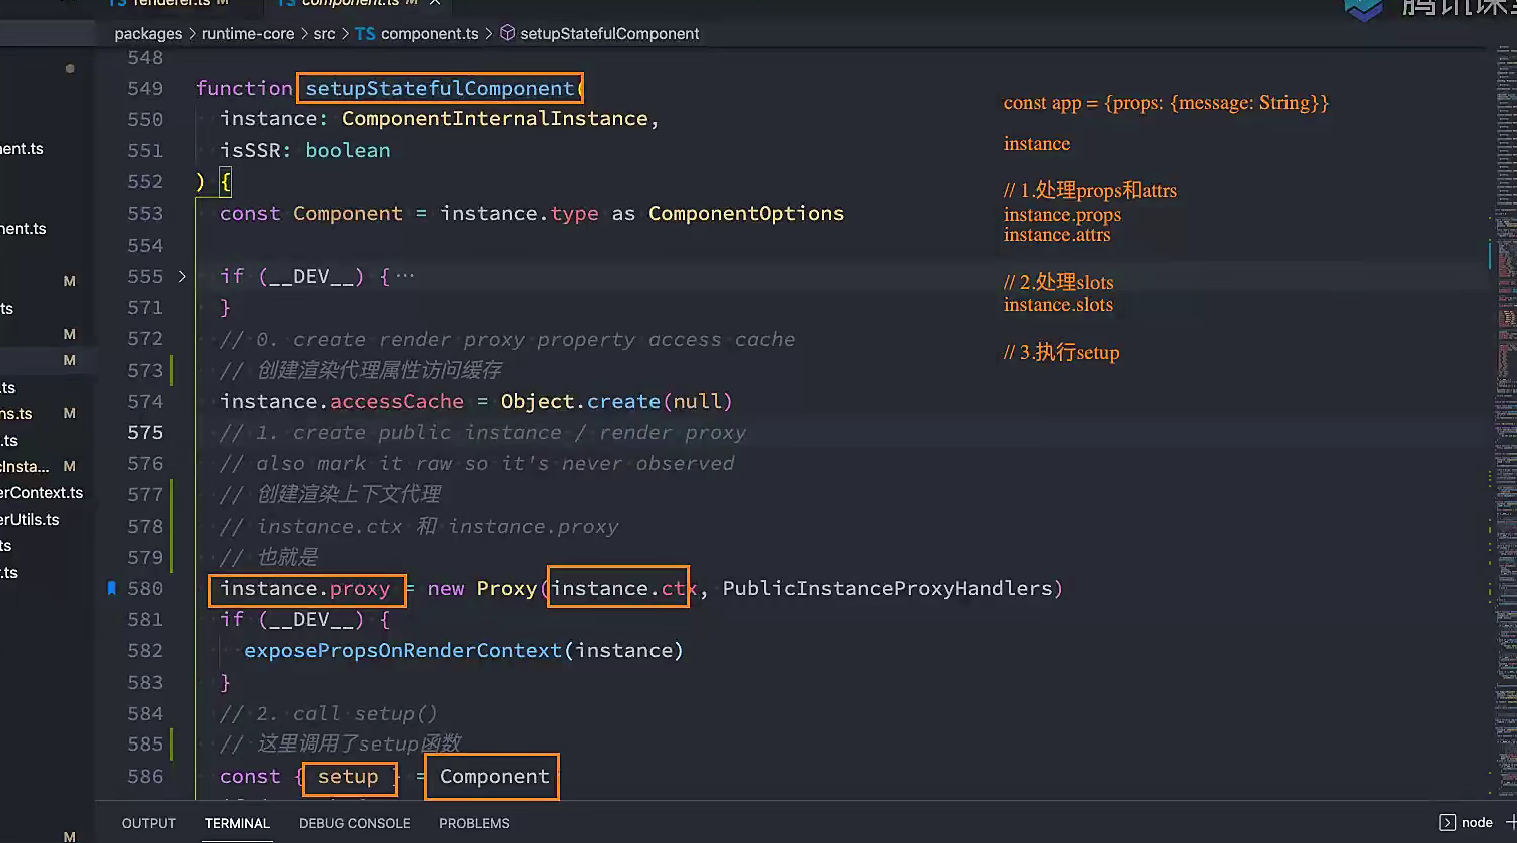 TS renderer.ts M TS component.ts M ×
腾讯课堂
packages > runtime-core > src > TS component.ts > setupStatefulComponent
548
549 function setupStatefulComponent(
550 instance: ComponentInternalInstance,
551 isSSR: boolean
552 ) {
553 const Component = instance.type as ComponentOptions
554
555 > if (__DEV__) {···
571 }
572 // 0. create render proxy property access cache
573 // 创建渲染代理属性访问缓存
574 instance.accessCache = Object.create(null)
575 // 1. create public instance / render proxy
576 // also mark it raw so it's never observed
577 // 创建渲染上下文代理
578 // instance.ctx 和 instance.proxy
579 // 也就是
580 instance.proxy = new Proxy(instance.ctx, PublicInstanceProxyHandlers)
581 if (__DEV__) {
582 exposePropsOnRenderContext(instance)
583 }
584 // 2. call setup()
585 // 这里调用了setup函数
586 const { setup } = Component
const app = {props: {message: String}}
instance
// 1.处理props和attrs
instance.props
instance.attrs
// 2.处理slots
instance.slots
// 3.执行setup
ent.ts
nent.ts
M
ts
M
M
.ts
ns.ts M
.ts
cInsta... M
erContext.ts
erUtils.ts
ts
.ts
M
OUTPUT TERMINAL DEBUG CONSOLE PROBLEMS
node +